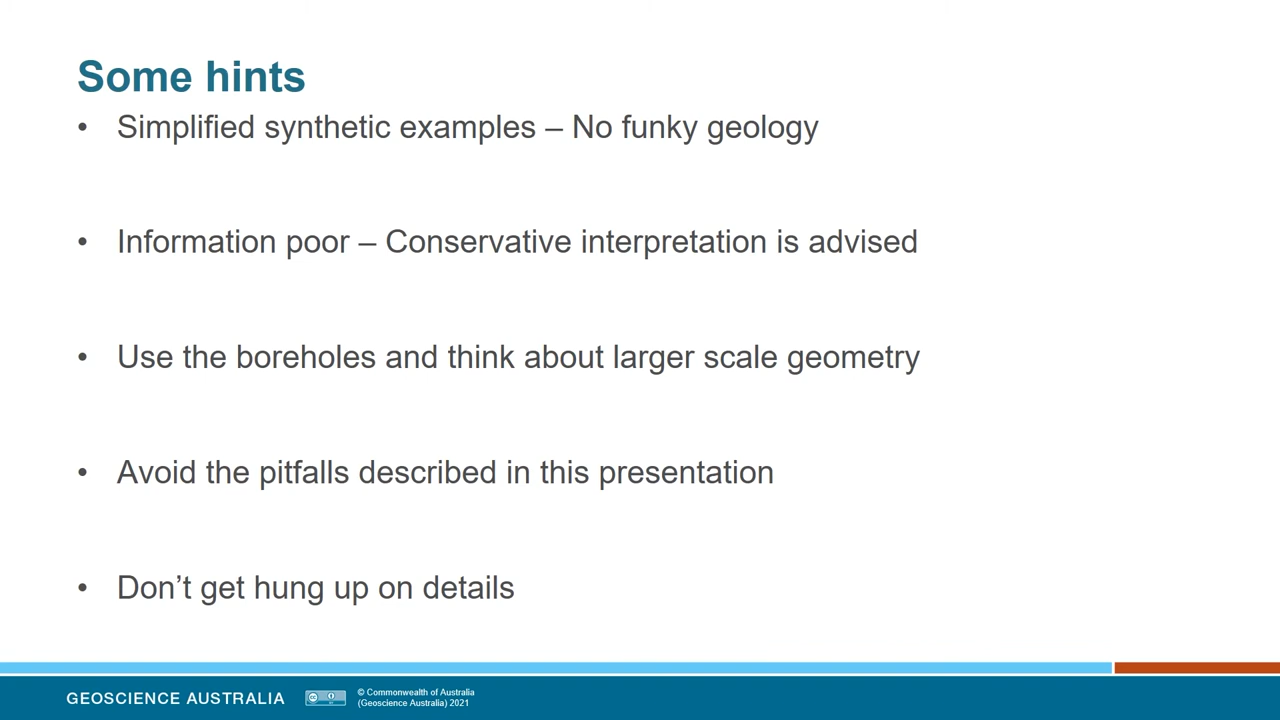 Some hints
• Simplified synthetic examples – No funky geology
• Information poor – Conservative interpretation is advised
• Use the boreholes and think about larger scale geometry
• Avoid the pitfalls described in this presentation
• Don’t get hung up on details
GEOSCIENCE AUSTRALIA
© Commonwealth of Australia
(Geoscience Australia) 2021